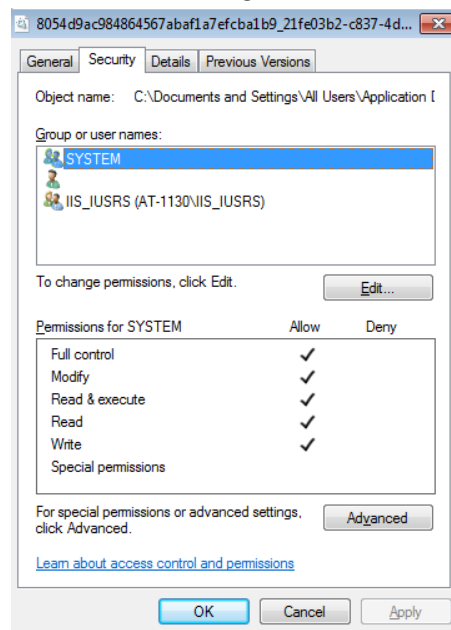 8054d9ac984864567abaf1a7efcba1b9_21fe03b2-c837-4d...
General Security Details Previous Versions
Object name: C:\Documents and Settings\All Users\Application D
Group or user names:
SYSTEM
IIS_IUSRS (AT-1130\IIS_IUSRS)
To change permissions, click Edit.
Edit...
Permissions for SYSTEM Allow Deny
Full control
Modify
Read & execute
Read
Write
Special permissions
For special permissions or advanced settings,
click Advanced.
Advanced
Learn about access control and permissions
OK Cancel Apply